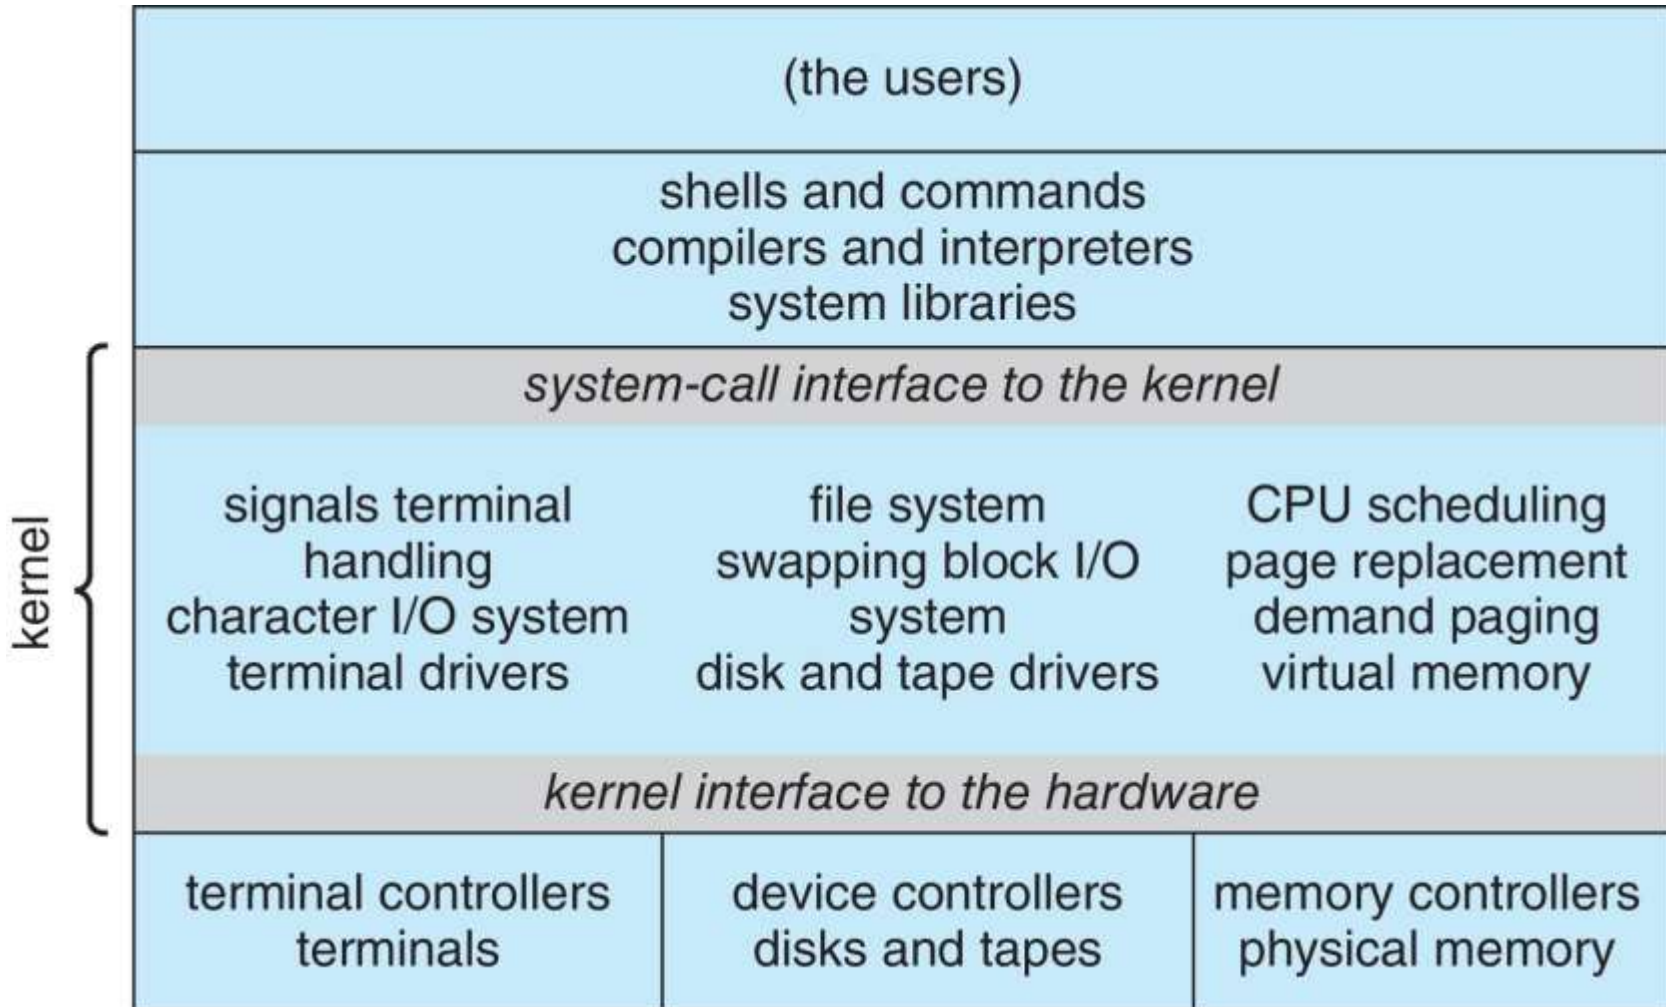 (the users)
shells and commands
compilers and interpreters
system libraries
system-call interface to the kernel
kernel
signals terminal
handling
character I/O system
terminal drivers
file system
swapping block I/O
system
disk and tape drivers
CPU scheduling
page replacement
demand paging
virtual memory
kernel interface to the hardware
terminal controllers
terminals
device controllers
disks and tapes
memory controllers
physical memory